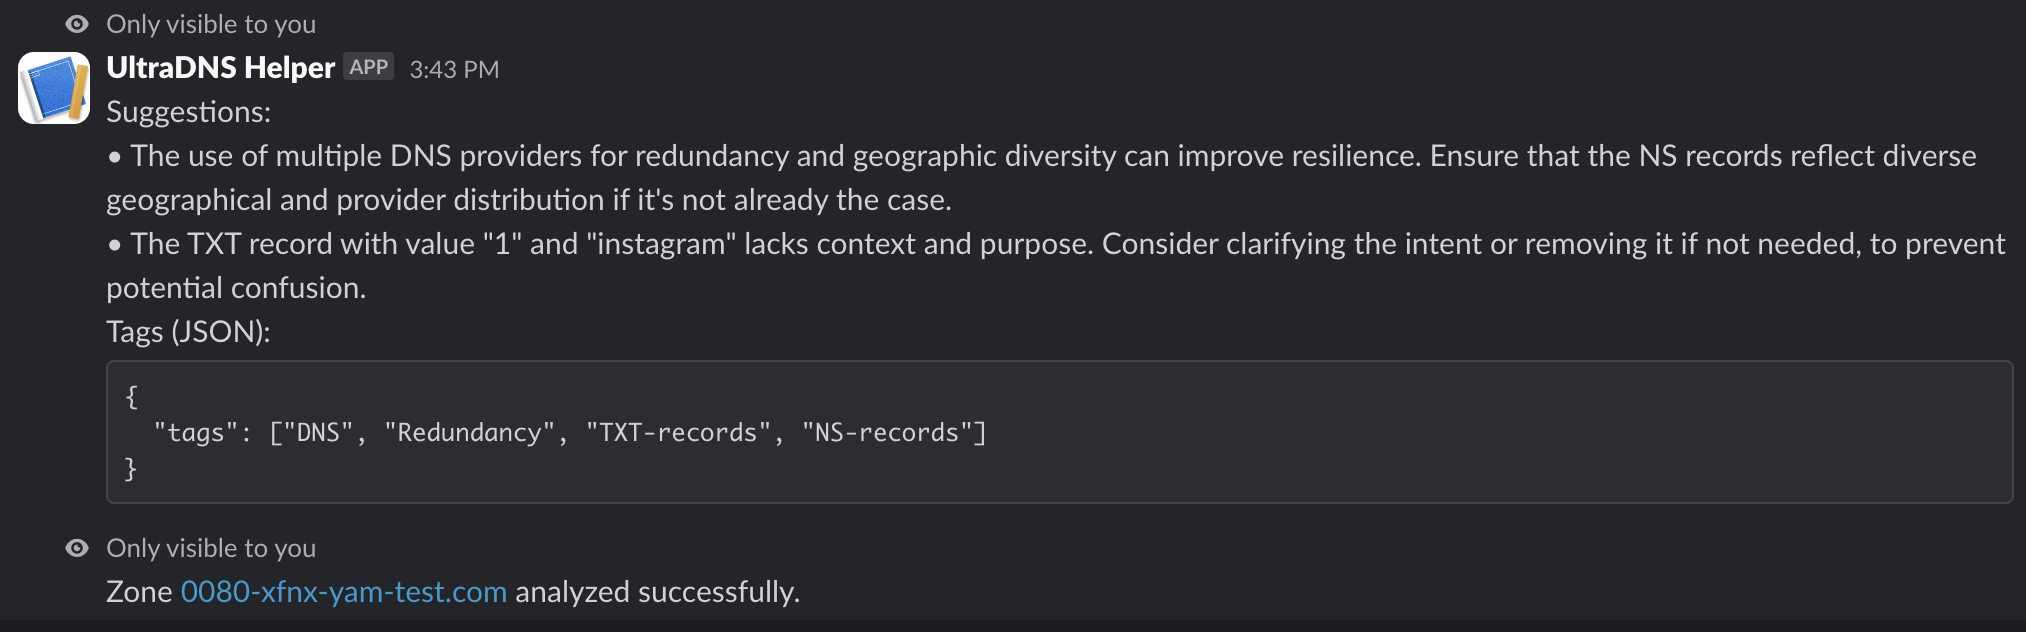 Only visible to you
UltraDNS Helper APP 3:43 PM
Suggestions:
• The use of multiple DNS providers for redundancy and geographic diversity can improve resilience. Ensure that the NS records reflect diverse
geographical and provider distribution if it's not already the case.
• The TXT record with value "1" and "instagram" lacks context and purpose. Consider clarifying the intent or removing it if not needed, to prevent
potential confusion.
Tags (JSON):
{
  "tags": ["DNS", "Redundancy", "TXT-records", "NS-records"]
}
Only visible to you
Zone 0080-xfnx-yam-test.com analyzed successfully.